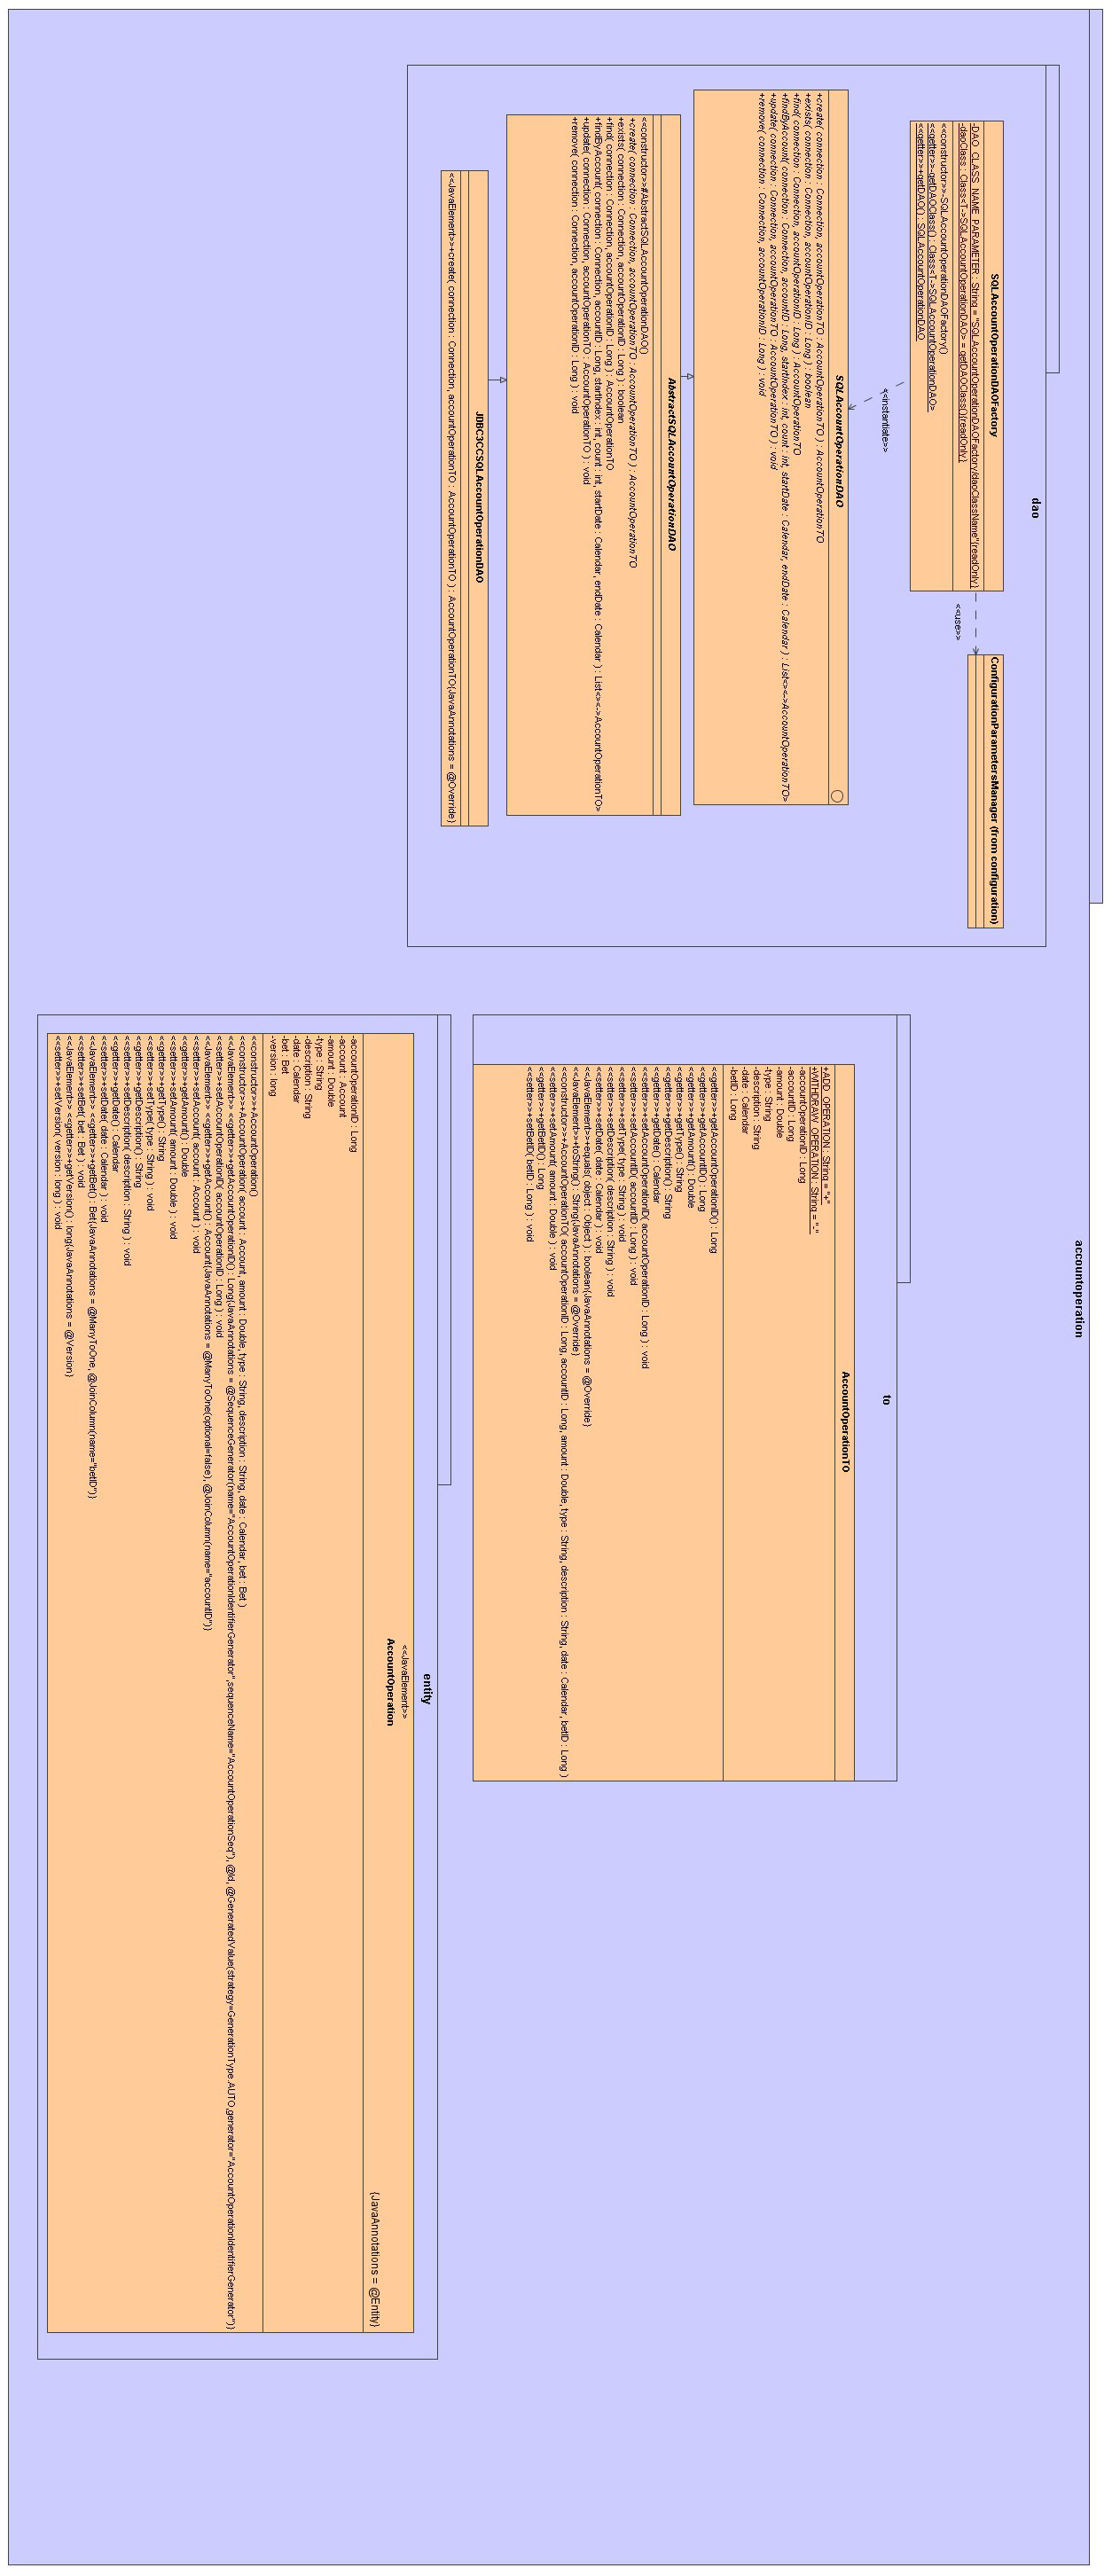 accountoperation
dao
SQLAccountOperationDAOFactory
-DAO_CLASS_NAME_PARAMETER : String = "SQLAccountOperationDAOFactory/daoClassName"{readOnly}
-daoClass : Class<T->SQLAccountOperationDAO> = getDAOClass(){readOnly}
<<constructor>>-SQLAccountOperationDAOFactory()
<<getter>>-getDAOClass() : Class<T->SQLAccountOperationDAO>
<<getter>>+getDAO() : SQLAccountOperationDAO
<<use>>
ConfigurationParametersManager (from configuration)
<<instantiate>>
SQLAccountOperationDAO
+create( connection : Connection, accountOperationTO : AccountOperationTO ) : AccountOperationTO
+exists( connection : Connection, accountOperationID : Long ) : boolean
+find( connection : Connection, accountOperationID : Long ) : AccountOperationTO
+findByAccount( connection : Connection, accountID : Long, startIndex : int, count : int, startDate : Calendar, endDate : Calendar ) : List<><->AccountOperationTO>
+update( connection : Connection, accountOperationTO : AccountOperationTO ) : void
+remove( connection : Connection, accountOperationID : Long ) : void
AbstractSQLAccountOperationDAO
<<constructor>>#AbstractSQLAccountOperationDAO()
+create( connection : Connection, accountOperationTO : AccountOperationTO ) : AccountOperationTO
+exists( connection : Connection, accountOperationID : Long ) : boolean
+find( connection : Connection, accountOperationID : Long ) : AccountOperationTO
+findByAccount( connection : Connection, accountID : Long, startIndex : int, count : int, startDate : Calendar, endDate : Calendar ) : List<><->AccountOperationTO>
+update( connection : Connection, accountOperationTO : AccountOperationTO ) : void
+remove( connection : Connection, accountOperationID : Long ) : void
JDBC3CCSQLAccountOperationDAO
<<JavaElement>>+create( connection : Connection, accountOperationTO : AccountOperationTO ) : AccountOperationTO{JavaAnnotations = @Override}
to
AccountOperationTO
+ADD_OPERATION : String = "+"
+WITHDRAW_OPERATION : String = "-"
-accountOperationID : Long
-accountID : Long
-amount : Double
-type : String
-description : String
-date : Calendar
-betID : Long
<<getter>>+getAccountOperationID() : Long
<<getter>>+getAccountID() : Long
<<getter>>+getAmount() : Double
<<getter>>+getType() : String
<<getter>>+getDescription() : String
<<getter>>+getDate() : Calendar
<<setter>>+setAccountOperationID( accountOperationID : Long ) : void
<<setter>>+setAccountID( accountID : Long ) : void
<<setter>>+setType( type : String ) : void
<<setter>>+setDescription( description : String ) : void
<<setter>>+setDate( date : Calendar ) : void
<<JavaElement>>+equals( object : Object ) : boolean{JavaAnnotations = @Override}
<<JavaElement>>+toString() : String{JavaAnnotations = @Override}
<<constructor>>+AccountOperationTO( accountOperationID : Long, accountID : Long, amount : Double, type : String, description : String, date : Calendar, betID : Long )
<<setter>>+setAmount( amount : Double ) : void
<<getter>>+getBetID() : Long
<<setter>>+setBetID( betID : Long ) : void
entity
<<JavaElement>>
AccountOperation
{JavaAnnotations = @Entity}
-accountOperationID : Long
-account : Account
-amount : Double
-type : String
-description : String
-date : Calendar
-bet : Bet
-version : long
<<constructor>>+AccountOperation()
<<constructor>>+AccountOperation( account : Account, amount : Double, type : String, description : String, date : Calendar, bet : Bet )
<<JavaElement>> <<getter>>+getAccountOperationID() : Long{JavaAnnotations = @SequenceGenerator(name="AccountOperationIdentifierGenerator",sequenceName="AccountOperationSeq"), @Id, @GeneratedValue(strategy=GenerationType.AUTO,generator="AccountOperationIdentifierGenerator")}
<<setter>>+setAccountOperationID( accountOperationID : Long ) : void
<<JavaElement>> <<getter>>+getAccount() : Account{JavaAnnotations = @ManyToOne(optional=false), @JoinColumn(name="accountID")}
<<setter>>+setAccount( account : Account ) : void
<<getter>>+getAmount() : Double
<<setter>>+setAmount( amount : Double ) : void
<<getter>>+getType() : String
<<setter>>+setType( type : String ) : void
<<getter>>+getDescription() : String
<<setter>>+setDescription( description : String ) : void
<<getter>>+getDate() : Calendar
<<setter>>+setDate( date : Calendar ) : void
<<JavaElement>> <<getter>>+getBet() : Bet{JavaAnnotations = @ManyToOne, @JoinColumn(name="betID")}
<<setter>>+setBet( bet : Bet ) : void
<<JavaElement>> <<getter>>+getVersion() : long{JavaAnnotations = @Version}
<<setter>>+setVersion( version : long ) : void